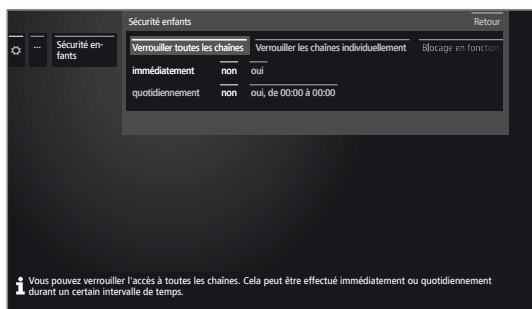 Sécurité enfants
Retour
...
Sécurité en-
fants
Verrouiller toutes les chaînes Verrouiller les chaînes individuellement Blocage en fonction
immédiatement non oui
quotidiennement non oui, de 00:00 à 00:00
Vous pouvez verrouiller l'accès à toutes les chaînes. Cela peut être effectué immédiatement ou quotidiennement
durant un certain intervalle de temps.